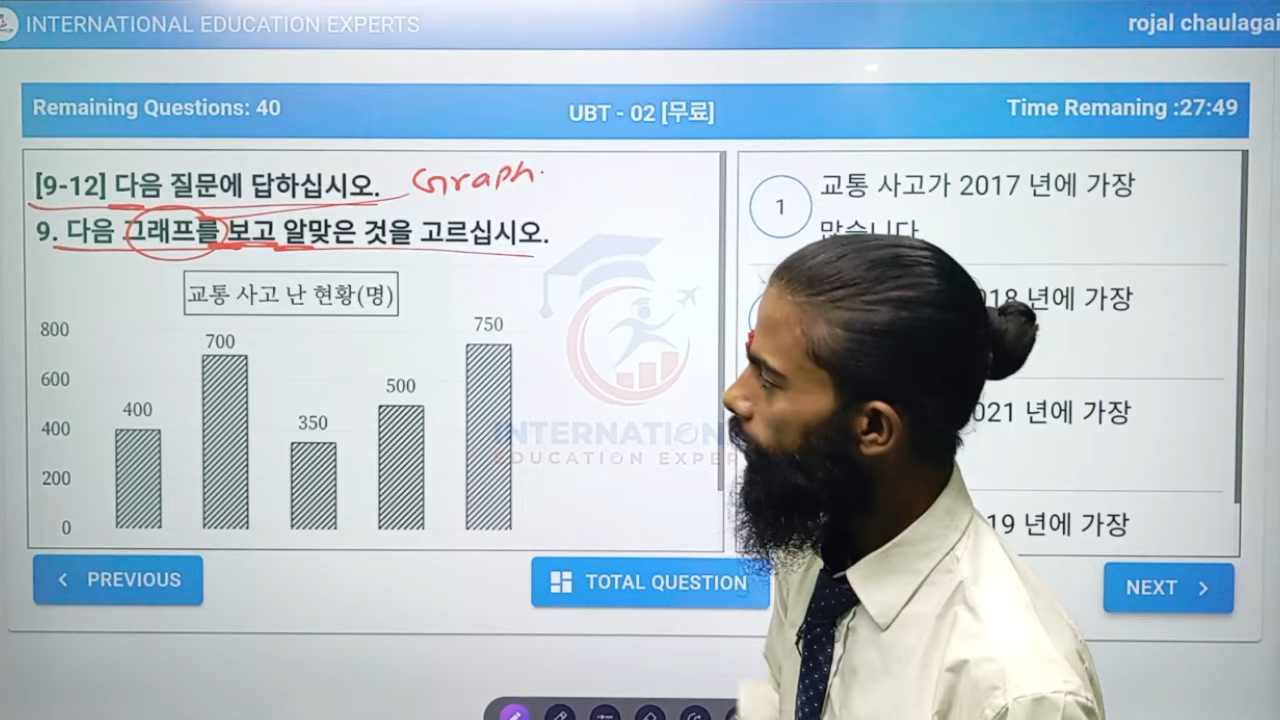 INTERNATIONAL EDUCATION EXPERTS
rojal chaulagai
Remaining Questions: 40
UBT - 02 [무료]
Time Remaning :27:49
[9-12] 다음 질문에 답하십시오.
Graph.
9. 다음 그래프를 보고 알맞은 것을 고르십시오.
교통 사고 난 현황(명)
800
600
400
200
0
400
700
350
500
750
INTERNATION
EDUCATION EXPER
1
교통 사고가 2017 년에 가장
많습니다
년에 가장
021 년에 가장
19 년에 가장
PREVIOUS
TOTAL QUESTION
NEXT